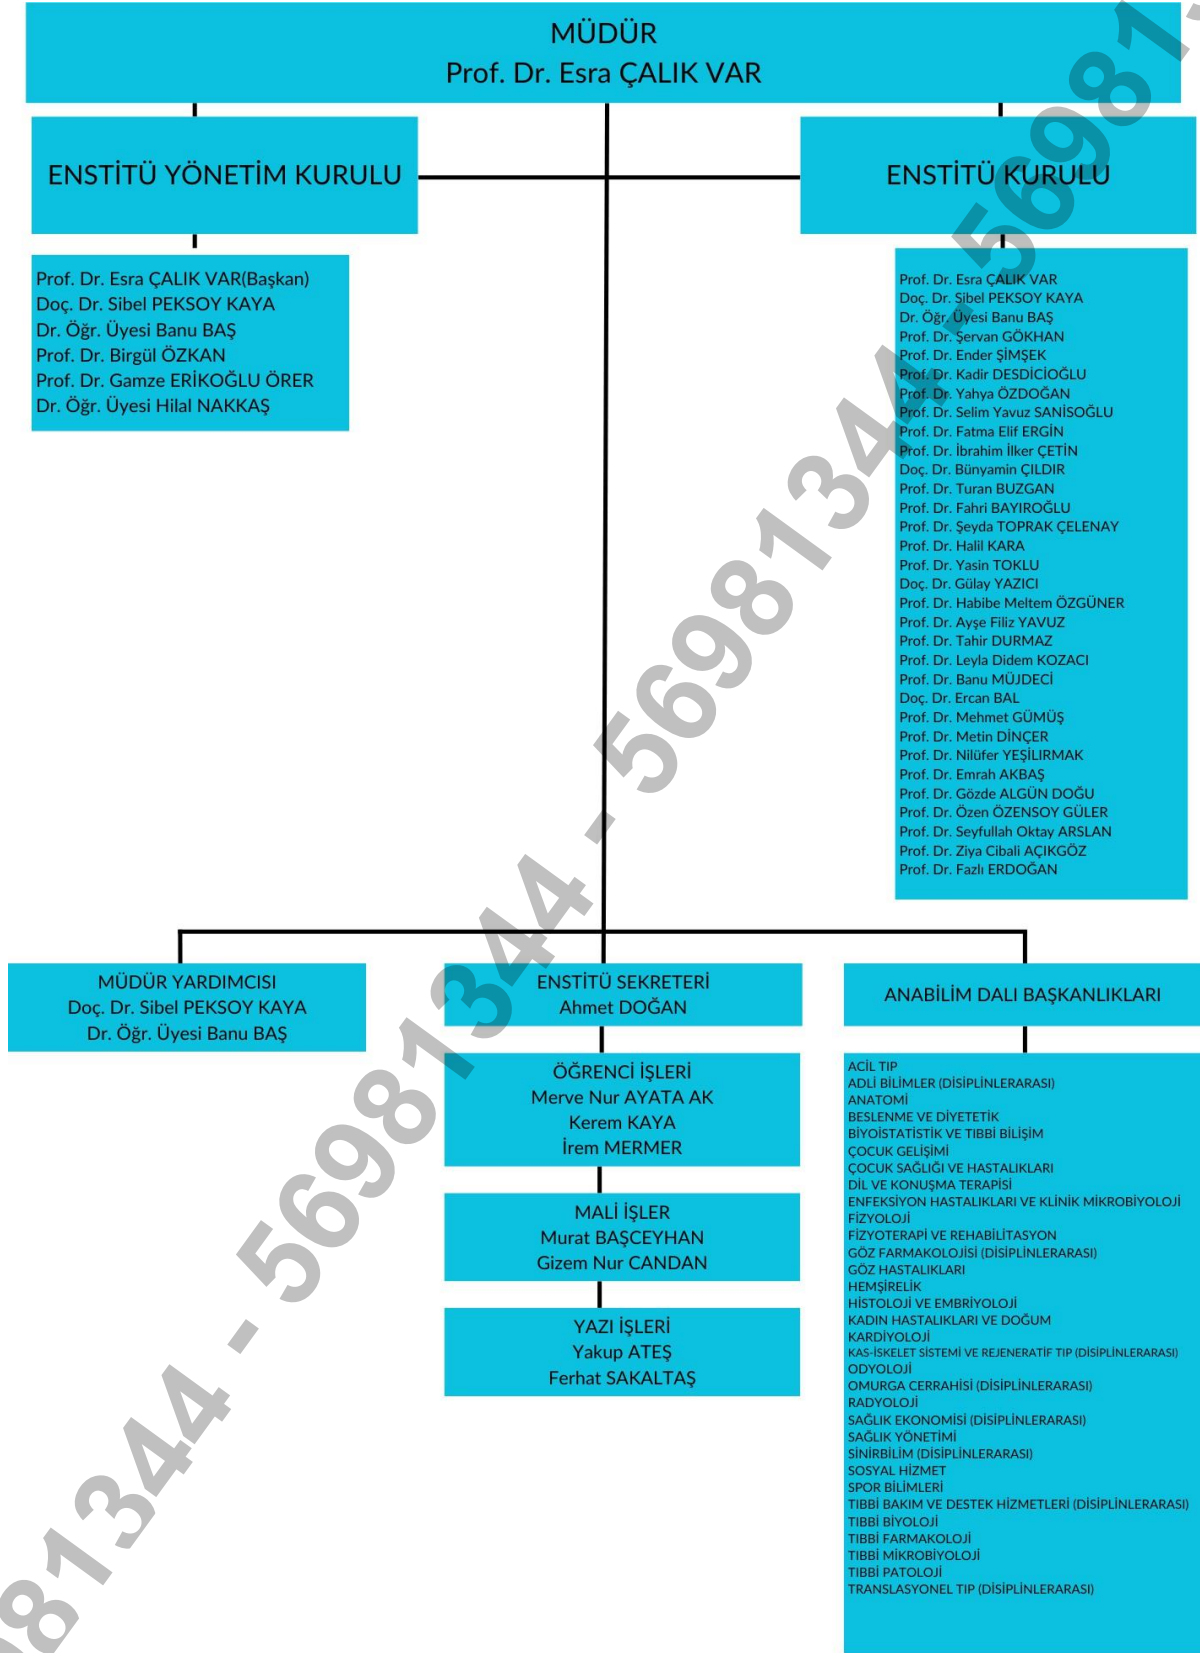 MÜDÜR
Prof. Dr. Esra ÇALIK VAR
ENSTİTÜ YÖNETİM KURULU
ENSTİTÜ KURULU
Prof. Dr. Esra ÇALIK VAR(Başkan)
Doç. Dr. Sibel PEKSOY KAYA
Dr. Öğr. Üyesi Banu BAŞ
Prof. Dr. Birgül ÖZKAN
Prof. Dr. Gamze ERİKOĞLU ÖRER
Dr. Öğr. Üyesi Hilal NAKKAŞ
Prof. Dr. Esra ÇALIK VAR
Doç. Dr. Sibel PEKSOY KAYA
Dr. Öğr. Üyesi Banu BAŞ
Prof. Dr. Şervan GÖKHAN
Prof. Dr. Ender ŞİMŞEK
Prof. Dr. Kadir DESDİCİOĞLU
Prof. Dr. Yahya ÖZDOĞAN
Prof. Dr. Selim Yavuz SANİSOĞLU
Prof. Dr. Fatma Elif ERGİN
Prof. Dr. İbrahim İlker ÇETİN
Doç. Dr. Bünyamin ÇILDIR
Prof. Dr. Turan BUZGAN
Prof. Dr. Fahri BAYIROĞLU
Prof. Dr. Şeyda TOPRAK ÇELENAY
Prof. Dr. Halil KARA
Prof. Dr. Yasin TOKLU
Doç. Dr. Gülay YAZICI
Prof. Dr. Habibe Meltem ÖZGÜNER
Prof. Dr. Ayşe Filiz YAVUZ
Prof. Dr. Tahir DURMAZ
Prof. Dr. Leyla Didem KOZACI
Prof. Dr. Banu MÜJDECİ
Doç. Dr. Ercan BAL
Prof. Dr. Mehmet GÜMÜŞ
Prof. Dr. Metin DİNÇER
Prof. Dr. Nilüfer YEŞİLIRMAK
Prof. Dr. Emrah AKBAŞ
Prof. Dr. Gözde ALGÜN DOĞU
Prof. Dr. Özen ÖZENSOY GÜLER
Prof. Dr. Seyfullah Oktay ARSLAN
Prof. Dr. Ziya Cibali AÇIKGÖZ
Prof. Dr. Fazlı ERDOĞAN
MÜDÜR YARDIMCISI
Doç. Dr. Sibel PEKSOY KAYA
Dr. Öğr. Üyesi Banu BAŞ
ENSTİTÜ SEKRETERİ
Ahmet DOĞAN
ÖĞRENCİ İŞLERİ
Merve Nur AYATA AK
Kerem KAYA
İrem MERMER
MALİ İŞLER
Murat BAŞCEYHAN
Gizem Nur CANDAN
YAZI İŞLERİ
Yakup ATEŞ
Ferhat SAKALTAŞ
ANABİLİM DALI BAŞKANLIKLARI
ACİL TIP
ADLİ BİLİMLER (DİSİPLİNLERARASI)
ANATOMİ
BESLENME VE DİYETETİK
BİYOİSTATİSTİK VE TIBBİ BİLİŞİM
ÇOCUK GELİŞİMİ
ÇOCUK SAĞLIĞI VE HASTALIKLARI
DİL VE KONUŞMA TERAPİSİ
ENFEKSİYON HASTALIKLARI VE KLİNİK MİKROBİYOLOJİ
FİZYOLOJİ
FİZYOTERAPİ VE REHABİLİTASYON
GÖZ FARMAKOLOJİSİ (DİSİPLİNLERARASI)
GÖZ HASTALIKLARI
HEMŞİRELİK
HİSTOLOJİ VE EMBRİYOLOJİ
KADIN HASTALIKLARI VE DOĞUM
KARDİYOLOJİ
KAS-İSKELET SİSTEMİ VE REJENERATİF TIP (DİSİPLİNLERARASI)
ODYOLOJİ
OMURGA CERRAHİSİ (DİSİPLİNLERARASI)
RADYOLOJİ
SAĞLIK EKONOMİSİ (DİSİPLİNLERARASI)
SAĞLIK YÖNETİMİ
SİNİRBİLİM (DİSİPLİNLERARASI)
SOSYAL HİZMET
SPOR BİLİMLERİ
TIBBİ BAKIM VE DESTEK HİZMETLERİ (DİSİPLİNLERARASI)
TIBBİ BİYOLOJİ
TIBBİ FARMAKOLOJİ
TIBBİ MİKROBİYOLOJİ
TIBBİ PATOLOJİ
TRANSLASYONEL TIP (DİSİPLİNLERARASI)
981344 - 56981344 - 56981344 - 56981344 - 569813